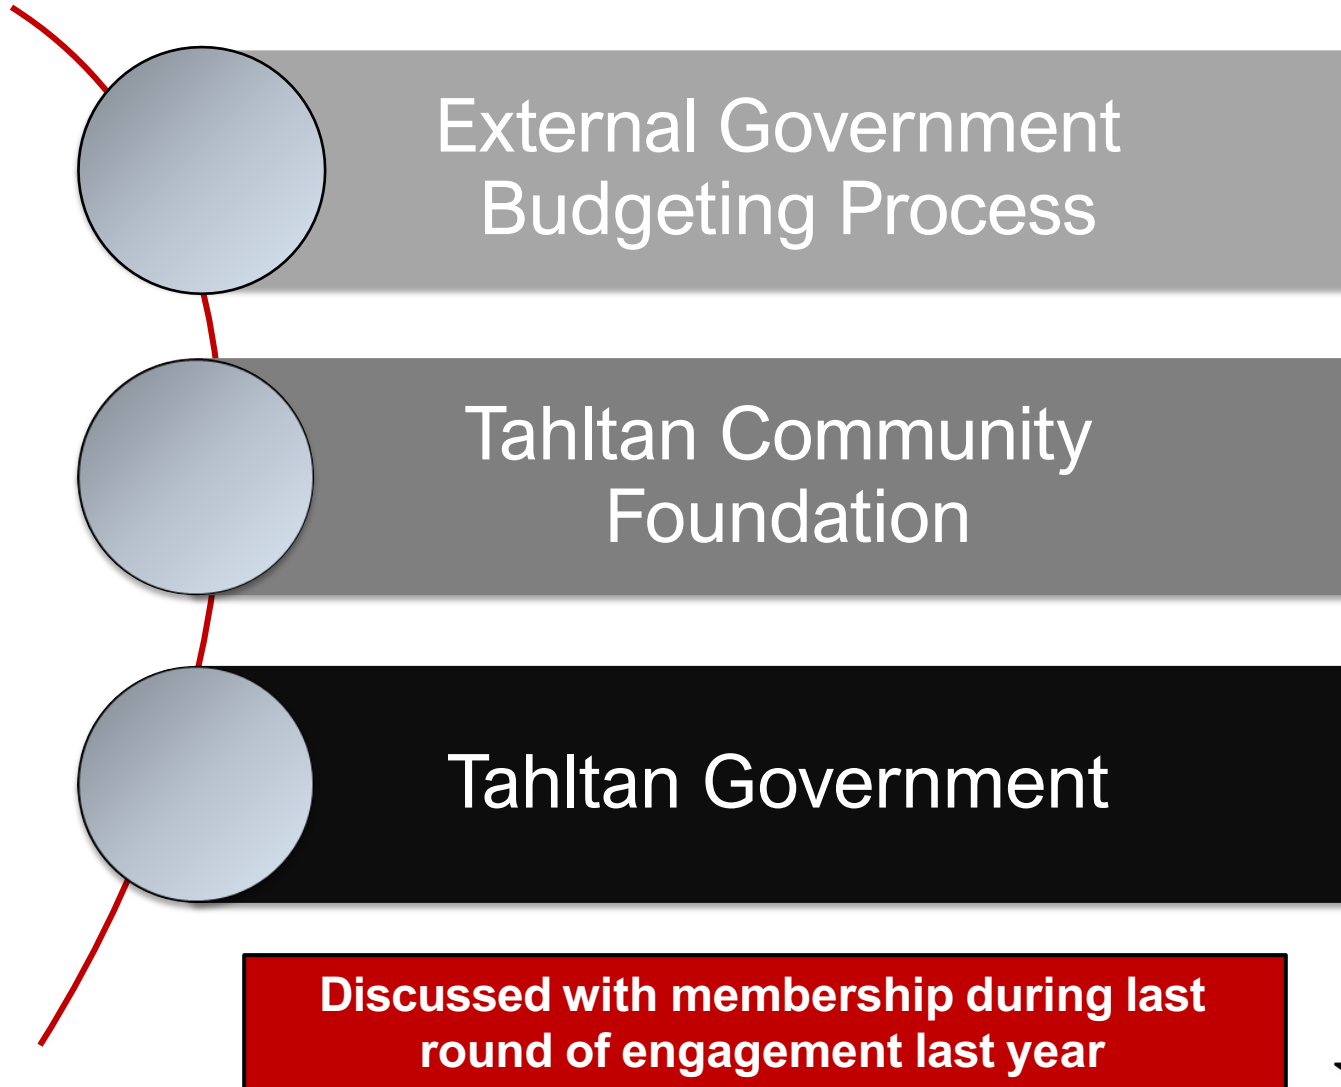 External Government
Budgeting Process
Tahltan Community
Foundation
Tahltan Government
Discussed with membership during last
round of engagement last year